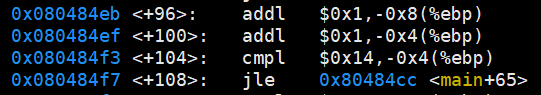 0x080484eb <+96>: addl $0x1,-0x8(%ebp)
0x080484ef <+100>: addl $0x1,-0x4(%ebp)
0x080484f3 <+104>: cmpl $0x14,-0x4(%ebp)
0x080484f7 <+108>: jle 0x80484cc <main+65>